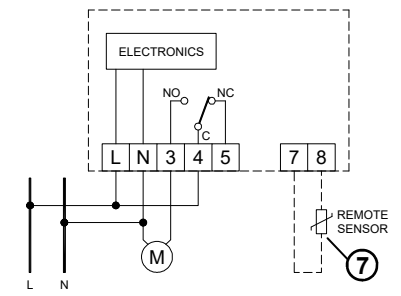 ELECTRONICS
NO
NC
C
L N 3 4 5 7 8
REMOTE
SENSOR
M
7
L N